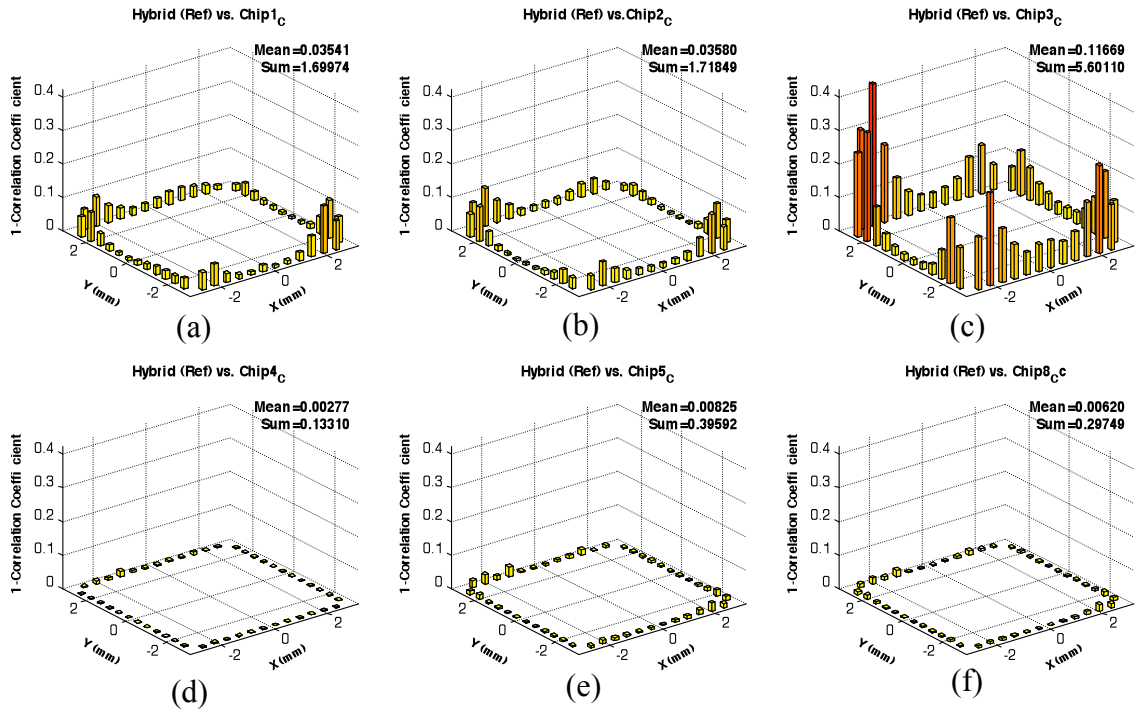 Hybrid (Ref) vs. Chip1C
Mean=0.03541
Sum=1.69974
1-Correlation Coeffi cient
0.4
0.3
0.2
0.1
0
2
0
-2
Y (mm)
-2
0
2
X (mm)
(a)
Hybrid (Ref) vs.Chip2C
Mean=0.03580
Sum=1.71849
1-Correlation Coeffi cient
0.4
0.3
0.2
0.1
0
2
0
-2
Y (mm)
-2
0
2
X (mm)
(b)
Hybrid (Ref) vs. Chip3C
Mean=0.11669
Sum=5.60110
1-Correlation Coeffi cient
0.4
0.3
0.2
0.1
0
2
0
-2
Y (mm)
-2
0
2
X (mm)
(c)
Hybrid (Ref) vs. Chip4C
Mean=0.00277
Sum=0.13310
1-Correlation Coeffi cient
0.4
0.3
0.2
0.1
0
2
0
-2
Y (mm)
-2
0
2
X (mm)
(d)
Hybrid (Ref) vs. Chip5C
Mean=0.00825
Sum=0.39592
1-Correlation Coeffi cient
0.4
0.3
0.2
0.1
0
2
0
-2
Y (mm)
-2
0
2
X (mm)
(e)
Hybrid (Ref) vs. Chip8Cc
Mean=0.00620
Sum=0.29749
1-Correlation Coeffi cient
0.4
0.3
0.2
0.1
0
2
0
-2
Y (mm)
-2
0
2
X (mm)
(f)